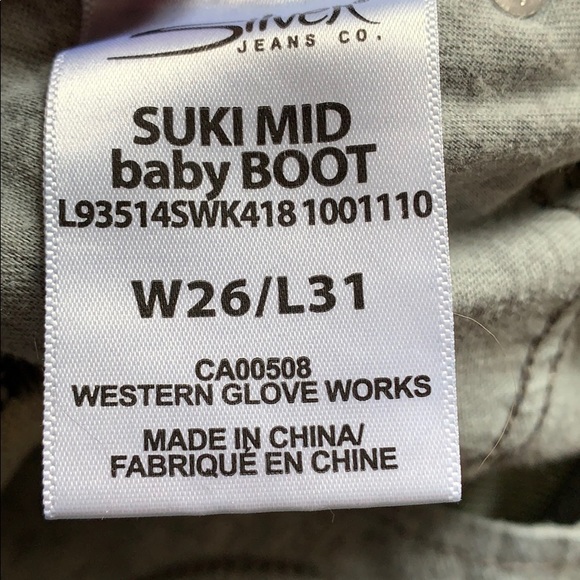 Silver
JEANS CO.
SUKI MID
baby BOOT
L93514SWK418 1001110
W26/L31
CA00508
WESTERN GLOVE WORKS
MADE IN CHINA/
FABRIQUÉ EN CHINE